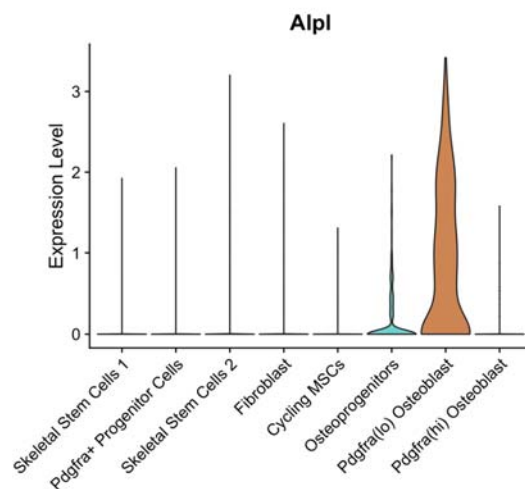 Alpl
Expression Level
3
2
1
0
Skeletal Stem Cells 1
Pdgfra+ Progenitor Cells
Skeletal Stem Cells 2
Fibroblast
Cycling MSCs
Osteoprogenitors
Pdgfra(lo) Osteoblast
Pdgfra(hi) Osteoblast